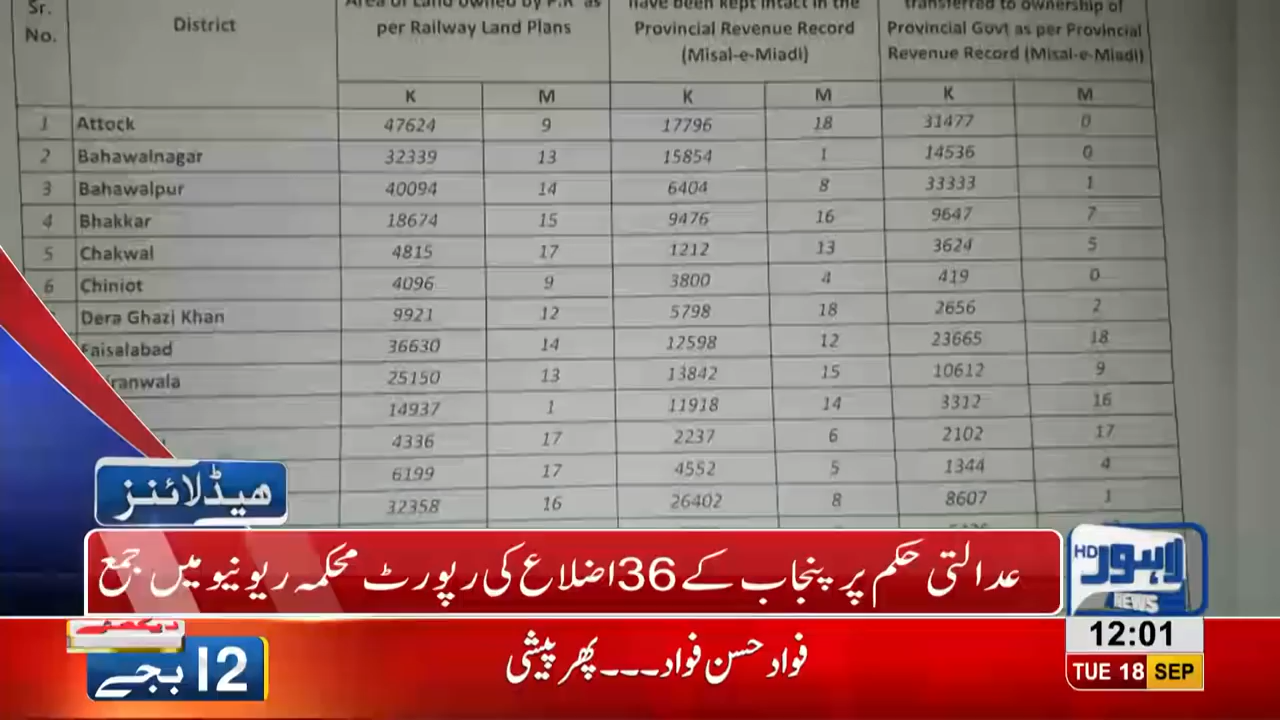 Sr. No. District Area of Land owned by P.R as per Railway Land Plans have been kept intact in the Provincial Revenue Record (Misal-e-Miadi) transferred to ownership of Provincial Govt as per Provincial Revenue Record (Misal-e-Miadi)
K M K M K M
1 Attock 47624 9 17796 18 31477 0
2 Bahawalnagar 32339 13 15854 1 14536 0
3 Bahawalpur 40094 14 6404 8 33333 1
4 Bhakkar 18674 15 9476 16 9647 7
5 Chakwal 4815 17 1212 13 3624 5
6 Chiniot 4096 9 3800 4 419 0
Dera Ghazi Khan 9921 12 5798 18 2656 2
Faisalabad 36630 14 12598 12 23665 18
ranwala 25150 13 13842 15 10612 9
14937 1 11918 14 3312 16
4336 17 2237 6 2102 17
6199 17 4552 5 1344 4
32358 16 26402 8 8607 1
ھیڈلائنز
عدالتی حکم پر پنجاب کے 36 اضلاع کی رپورٹ محکمہ ریونیو میں جمع
لاہور HD
NEWS
دیکھئے
12 بجے
فواد حسن فواد۔۔۔ پھر پیشی
12:01
TUE 18 SEP